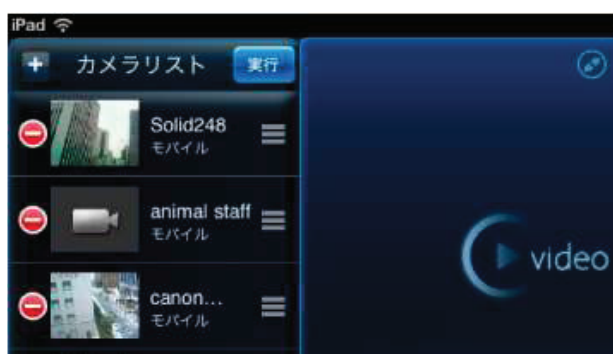 iPad
カメラリスト 実行
Solid248
モバイル
animal staff
モバイル
canon...
モバイル
video